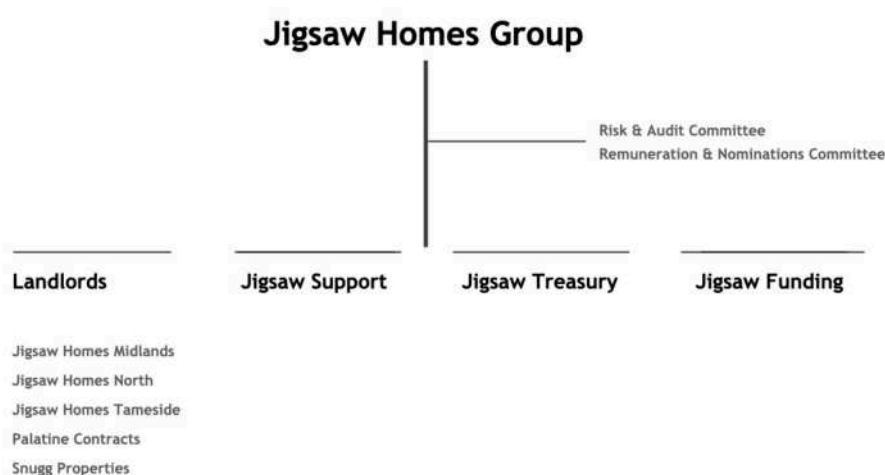 Jigsaw Homes Group
Risk & Audit Committee
Remuneration & Nominations Committee
Landlords
Jigsaw Support
Jigsaw Treasury
Jigsaw Funding
Jigsaw Homes Midlands
Jigsaw Homes North
Jigsaw Homes Tameside
Palatine Contracts
Snugg Properties